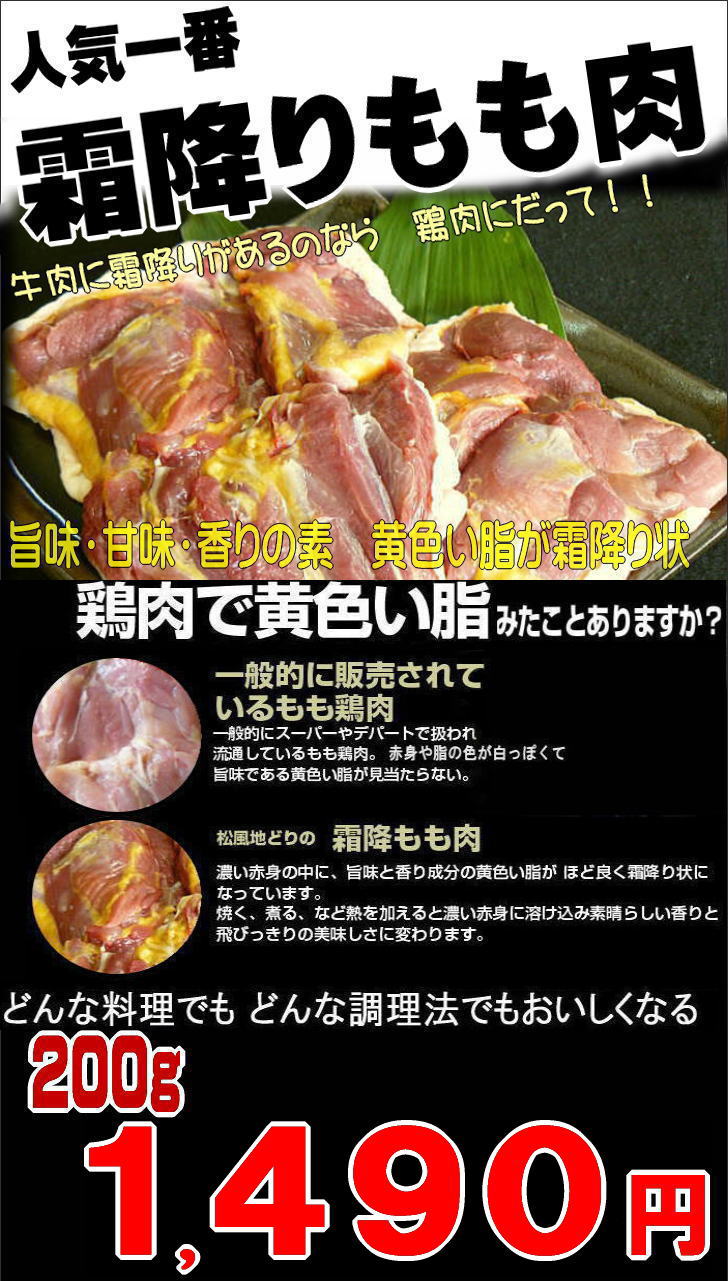 人気一番
霜降りもも肉
牛肉に霜降りがあるのなら 鶏肉にだって！！
旨味・甘味・香りの素 黄色い脂が霜降り状
鶏肉で黄色い脂みたことありますか？
一般的に販売されて
いるもも鶏肉
一般的にスーパーやデパートで扱われ
流通しているもも鶏肉。赤身や脂の色が白っぽくて
旨味である黄色い脂が見当たらない。
松風地どりの 霜降もも肉
濃い赤身の中に、旨味と香り成分の黄色い脂が ほど良く霜降り状に
なっています。
焼く、煮る、など熱を加えると濃い赤身に溶け込み素晴らしい香りと
飛びっきりの美味しさに変わります。
どんな料理でも どんな調理法でもおいしくなる
200g
1,490円